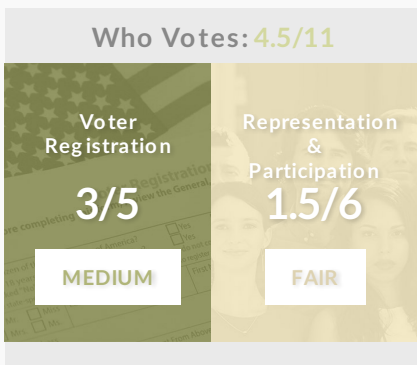 Who Votes: 4.5/11
Voter
Registration
3/5
MEDIUM
Representation
&
Participation
1.5/6
FAIR